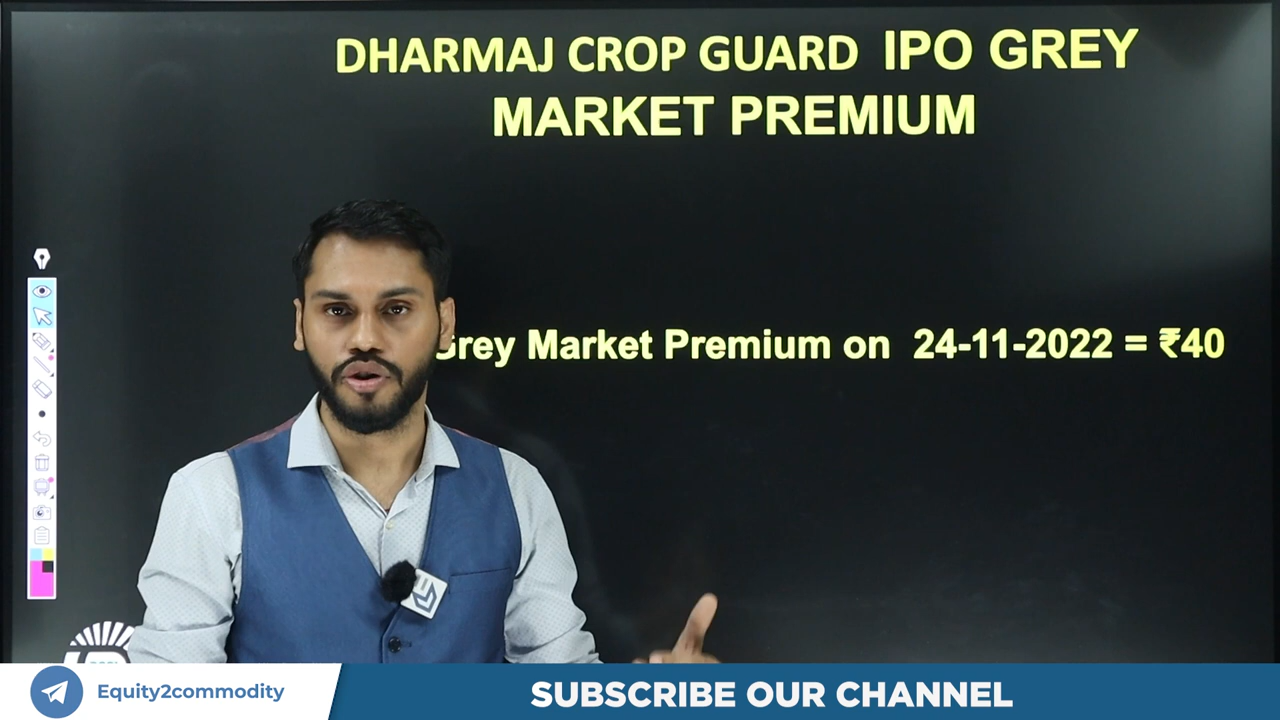 DHARMAJ CROP GUARD IPO GREY
MARKET PREMIUM
Grey Market Premium on 24-11-2022 = ₹40
Equity2commodity
SUBSCRIBE OUR CHANNEL